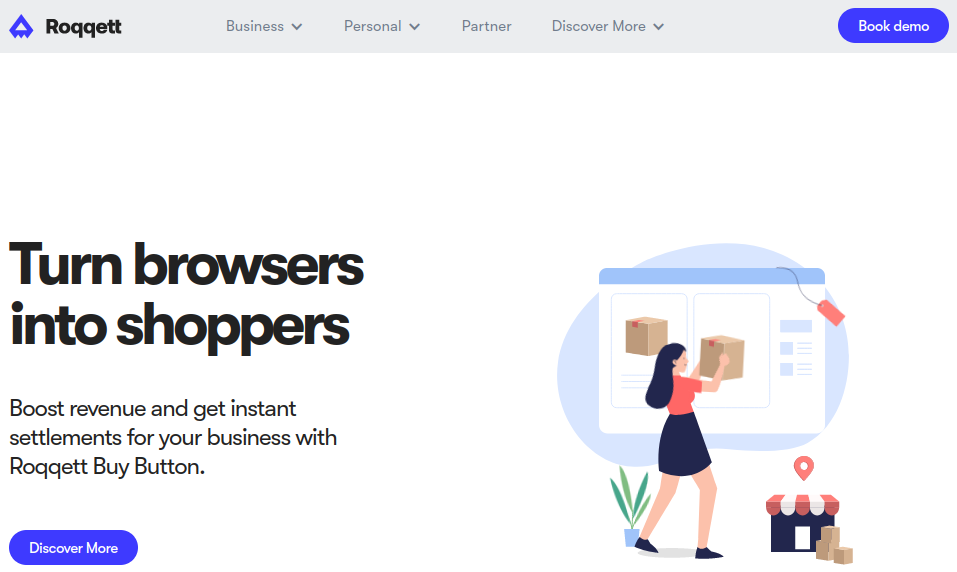 Roqqett
Business
Personal
Partner
Discover More
Book demo
Turn browsers
into shoppers
Boost revenue and get instant
settlements for your business with
Roqqett Buy Button.
Discover More